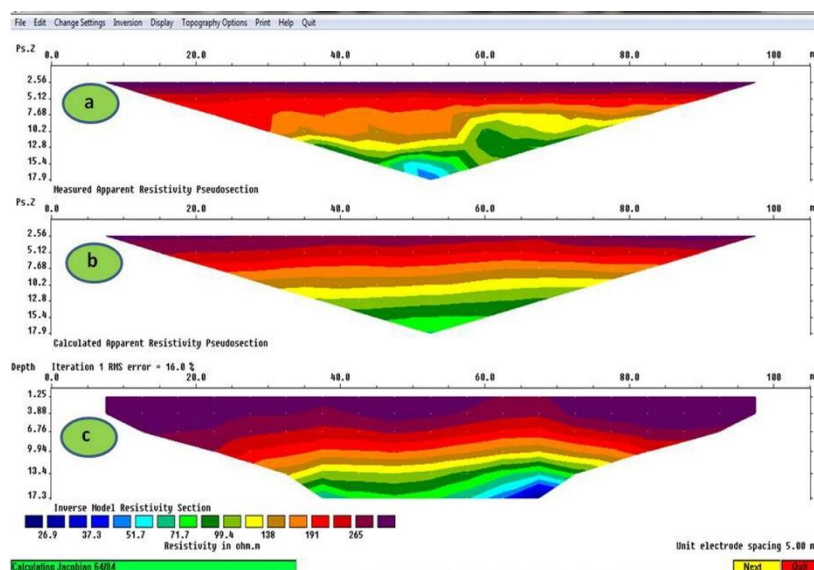 File Edit Change Settings Inversion Display Topography Options Print Help Quit
Ps.Z 0.0 20.0 40.0 60.0 80.0 100 m
2.56
5.12
7.68
10.2
12.8
15.4
17.9
a
Measured Apparent Resistivity Pseudosection
Ps.Z 0.0 20.0 40.0 60.0 80.0 100 m
2.56
5.12
7.68
10.2
12.8
15.4
17.9
b
Calculated Apparent Resistivity Pseudosection
Depth Iteration 1 RMS error = 16.0 %
0.0 20.0 40.0 60.0 80.0 100 m
1.25
3.88
6.76
9.94
13.4
17.3
c
Inverse Model Resistivity Section
26.9 37.3 51.7 71.7 99.4 138 191 265
Resistivity in ohm.m
Unit electrode spacing 5.00 m
Calculating Jacobian 64/84
Next Quit